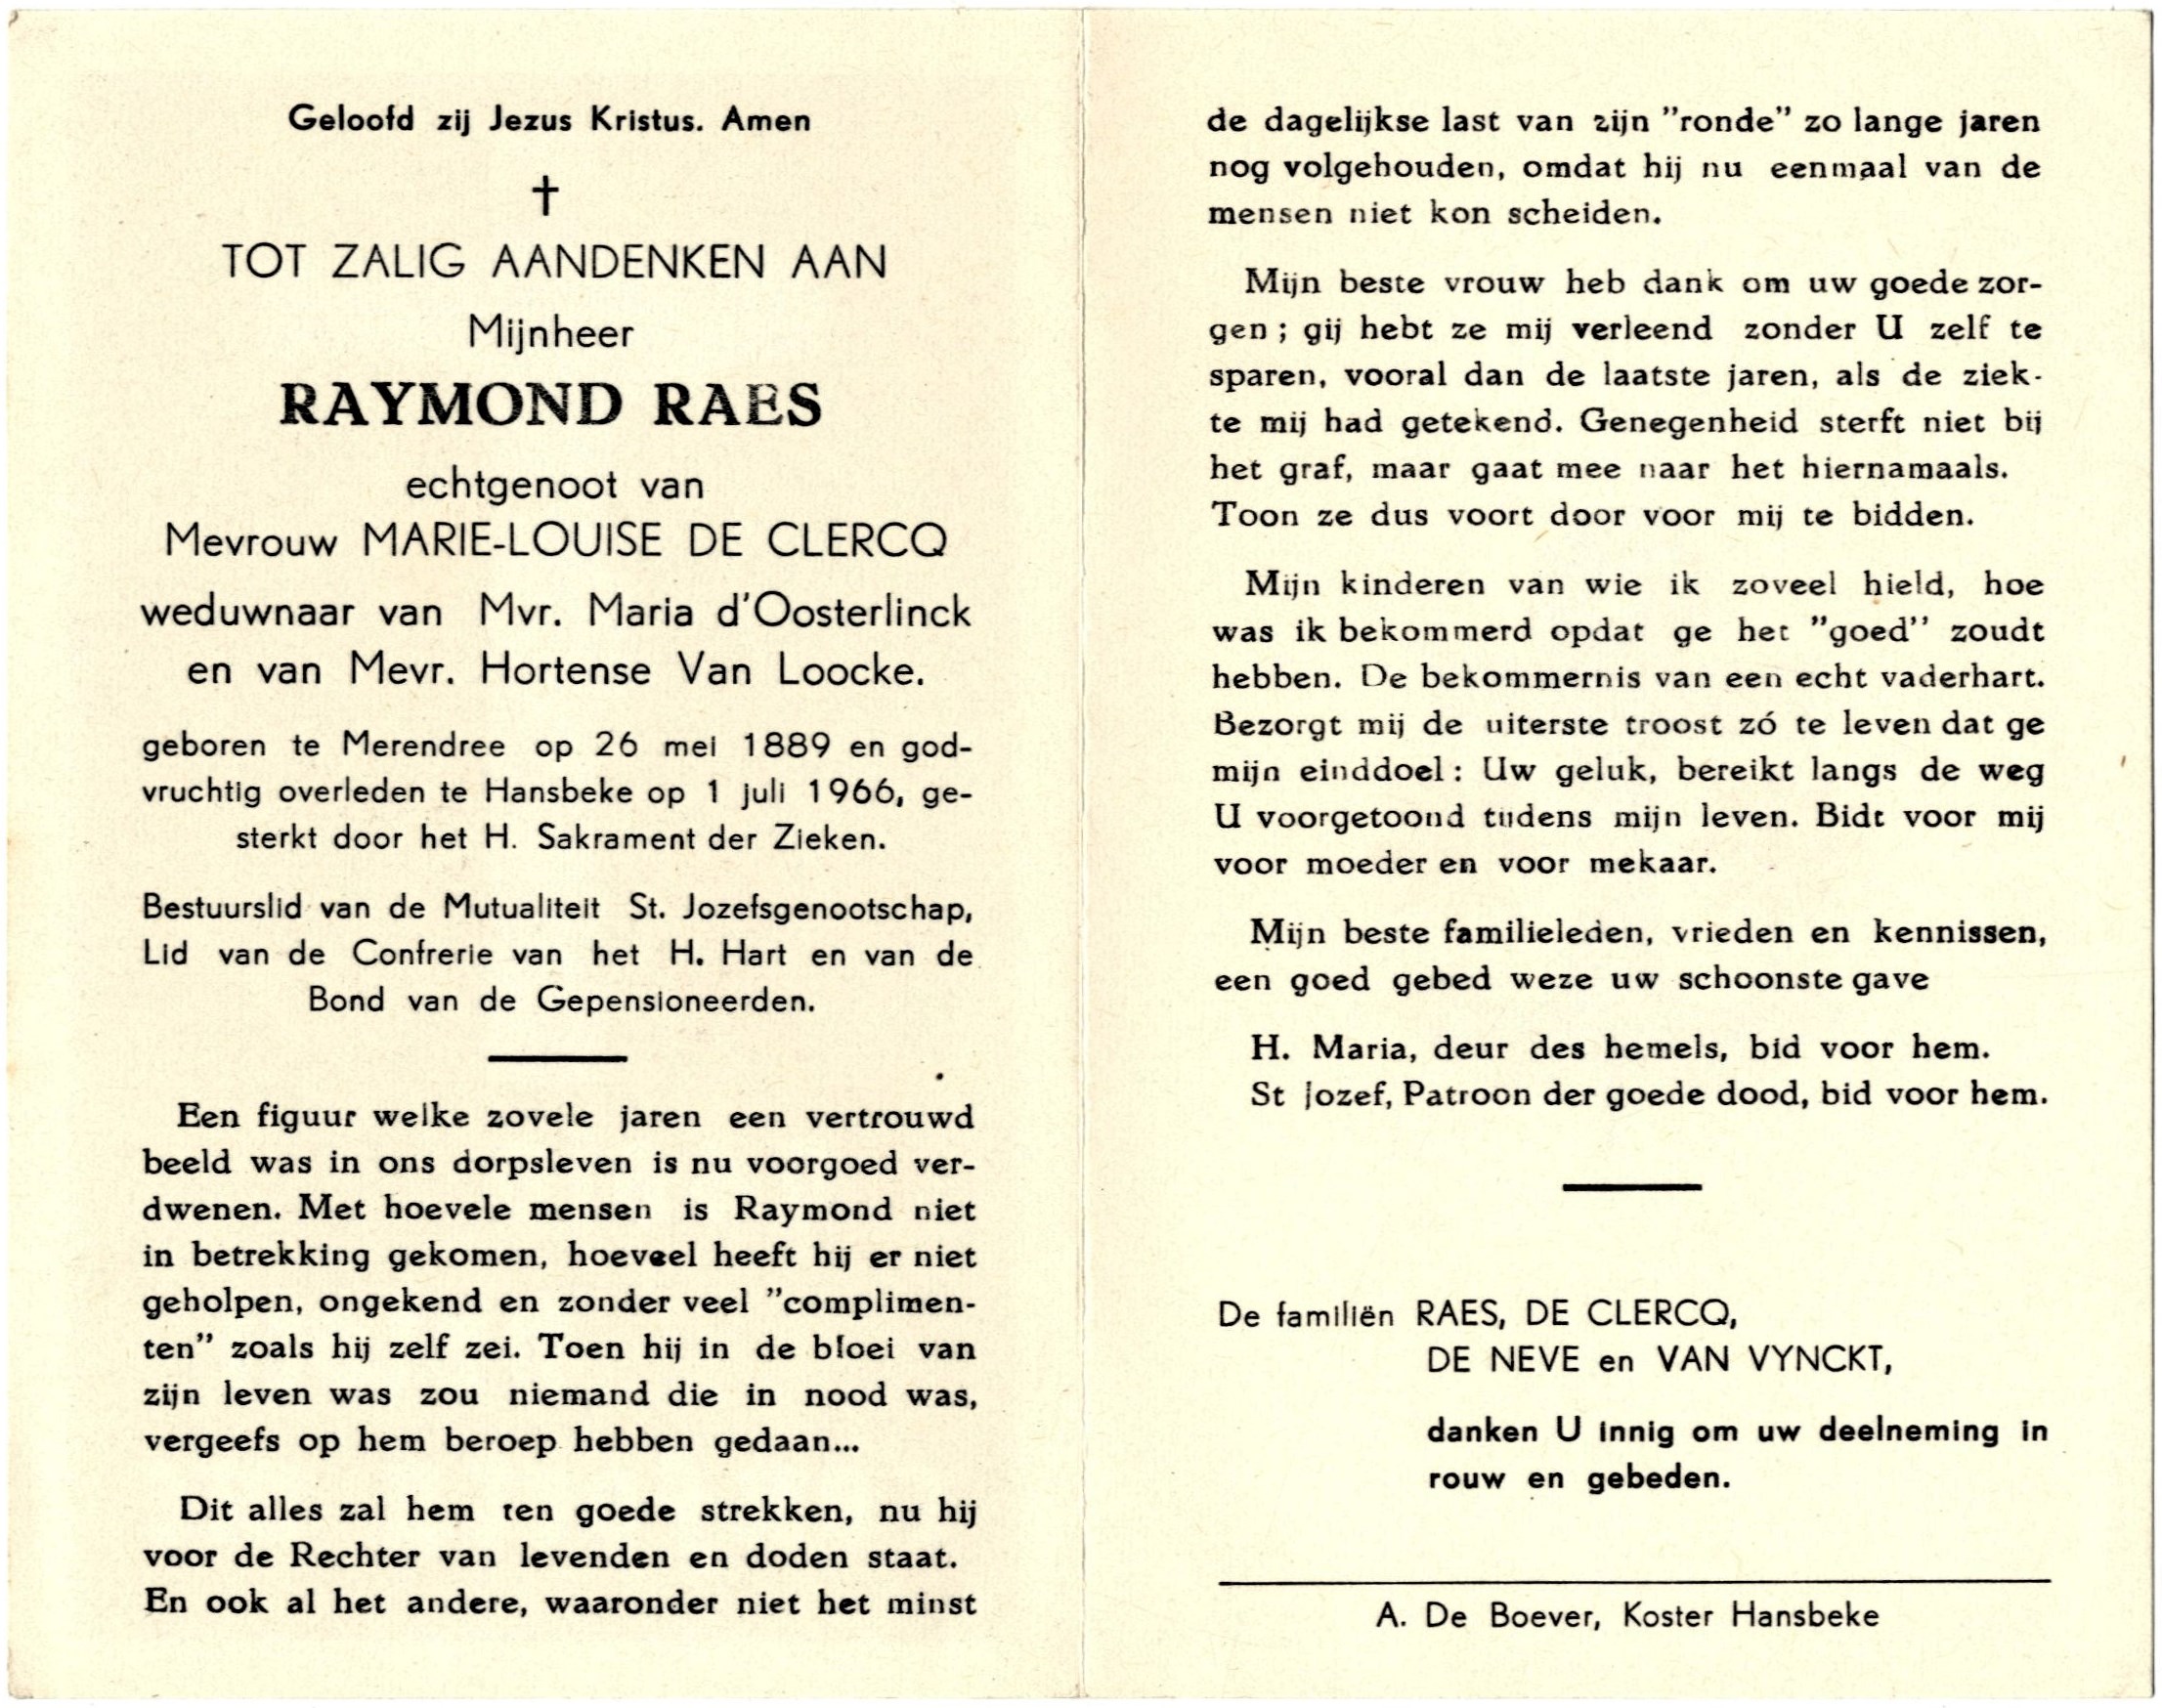 Geloofd zij Jezus Kristus. Amen
†
TOT ZALIG AANDENKEN AAN
Mijnheer
RAYMOND RAES
echtgenoot van
Mevrouw MARIE-LOUISE DE CLERCQ
weduwnaar van Mvr. Maria d'Oosterlinck
en van Mevr. Hortense Van Loocke.
geboren te Merendree op 26 mei 1889 en god-
vruchtig overleden te Hansbeke op 1 juli 1966, ge-
sterkt door het H. Sakrament der Zieken.
Bestuurslid van de Mutualiteit St. Jozefsgenootschap,
Lid van de Confrerie van het H. Hart en van de
Bond van de Gepensioneerden.
Een figuur welke zovele jaren een vertrouwd
beeld was in ons dorpsleven is nu voorgoed ver-
dwenen. Met hoevele mensen is Raymond niet
in betrekking gekomen, hoeveel heeft hij er niet
geholpen, ongekend en zonder veel ”complimen-
ten” zoals hij zelf zei. Toen hij in de bloei van
zijn leven was zou niemand die in nood was,
vergeefs op hem beroep hebben gedaan...
Dit alles zal hem ten goede strekken, nu hij
voor de Rechter van levenden en doden staat.
En ook al het andere, waaronder niet het minst
de dagelijkse last van zijn ”ronde” zo lange jaren
nog volgehouden, omdat hij nu eenmaal van de
mensen niet kon scheiden.
Mijn beste vrouw heb dank om uw goede zor-
gen ; gij hebt ze mij verleend zonder U zelf te
sparen, vooral dan de laatste jaren, als de ziek-
te mij had getekend. Genegenheid sterft niet bij
het graf, maar gaat mee naar het hiernamaals.
Toon ze dus voort door voor mij te bidden.
Mijn kinderen van wie ik zoveel hield, hoe
was ik bekommerd opdat ge het ”goed” zoudt
hebben. De bekommernis van een echt vaderhart.
Bezorgt mij de uiterste troost zó te leven dat ge
mijn einddoel : Uw geluk, bereikt langs de weg
U voorgetoond tijdens mijn leven. Bidt voor mij
voor moeder en voor mekaar.
Mijn beste familieleden, vrieden en kennissen,
een goed gebed weze uw schoonste gave
H. Maria, deur des hemels, bid voor hem.
St Jozef, Patroon der goede dood, bid voor hem.
De familiën RAES, DE CLERCQ,
DE NEVE en VAN VYNCKT,
danken U innig om uw deelneming in
rouw en gebeden.
A. De Boever, Koster Hansbeke